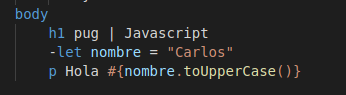 body
h1 pug | Javascript
-let nombre = "Carlos"
p Hola #{nombre.toUpperCase()}